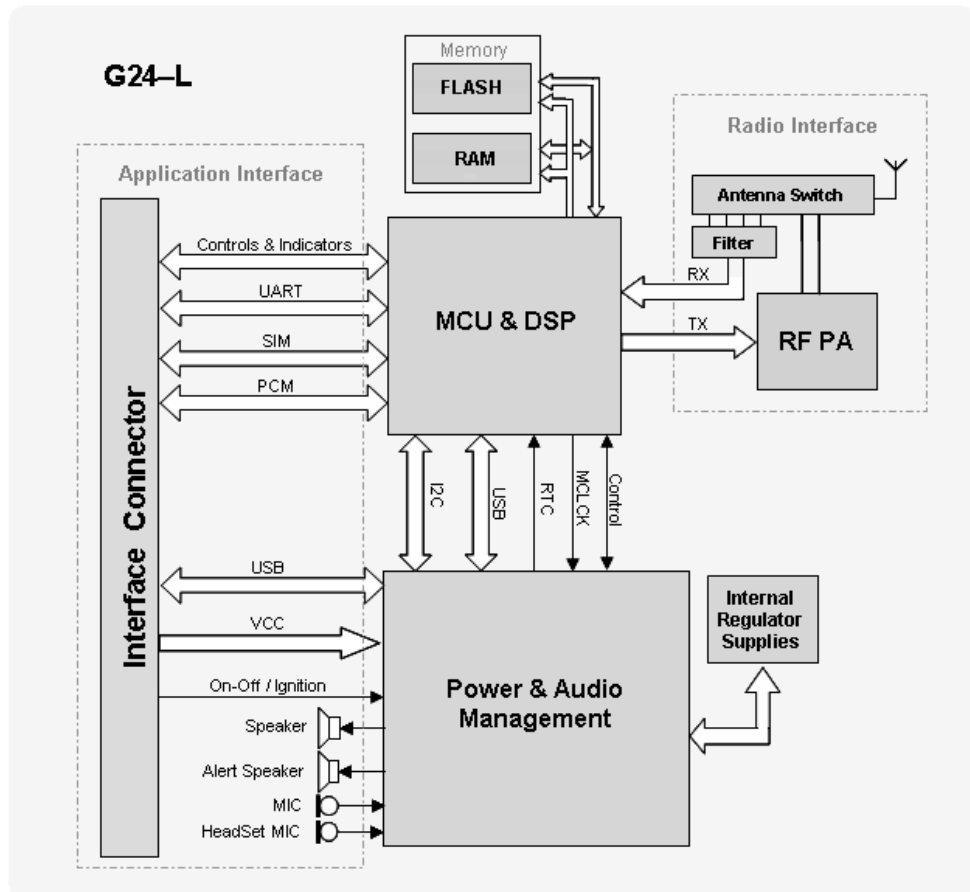 G24–L
Memory
FLASH
RAM
Radio Interface
Antenna Switch
Filter
RX
TX
RF PA
Application Interface
Interface Connector
Controls & Indicators
UART
SIM
PCM
MCU & DSP
I2C
USB
RTC
MCLCK
Control
USB
VCC
On-Off / Ignition
Speaker
Alert Speaker
MIC
HeadSet MIC
Power & Audio
Management
Internal
Regulator
Supplies